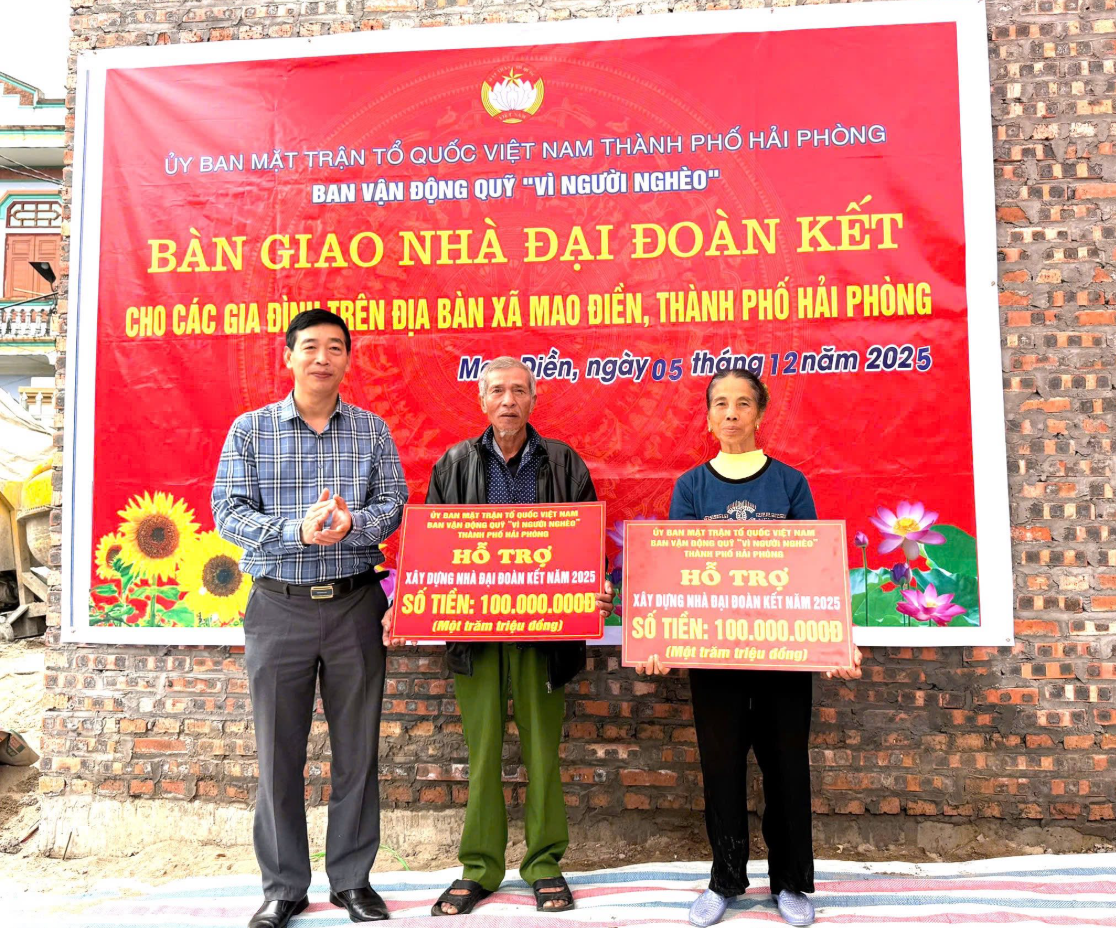 ỦY BAN MẶT TRẬN TỔ QUỐC VIỆT NAM THÀNH PHỐ HẢI PHÒNG
BAN VẬN ĐỘNG QUỸ "VÌ NGƯỜI NGHÈO"
BÀN GIAO NHÀ ĐẠI ĐOÀN KẾT
CHO CÁC GIA ĐÌNH TRÊN ĐỊA BÀN XÃ MAO ĐIỀN, THÀNH PHỐ HẢI PHÒNG
Điền, ngày 05 tháng 12 năm 2025
ỦY BAN MẶT TRẬN TỔ QUỐC VIỆT NAM
BAN VẬN ĐỘNG QUỸ "VÌ NGƯỜI NGHÈO"
THÀNH PHỐ HẢI PHÒNG
HỖ TRỢ
XÂY DỰNG NHÀ ĐẠI ĐOÀN KẾT NĂM 2025
SỐ TIỀN: 100.000.000Đ
(Một trăm triệu đồng)
ỦY BAN MẶT TRẬN TỔ QUỐC VIỆT NAM
BAN VẬN ĐỘNG QUỸ "VÌ NGƯỜI NGHÈO"
THÀNH PHỐ HẢI PHÒNG
HỖ TRỢ
XÂY DỰNG NHÀ ĐẠI ĐOÀN KẾT NĂM 2025
SỐ TIỀN: 100.000.000Đ
(Một trăm triệu đồng)